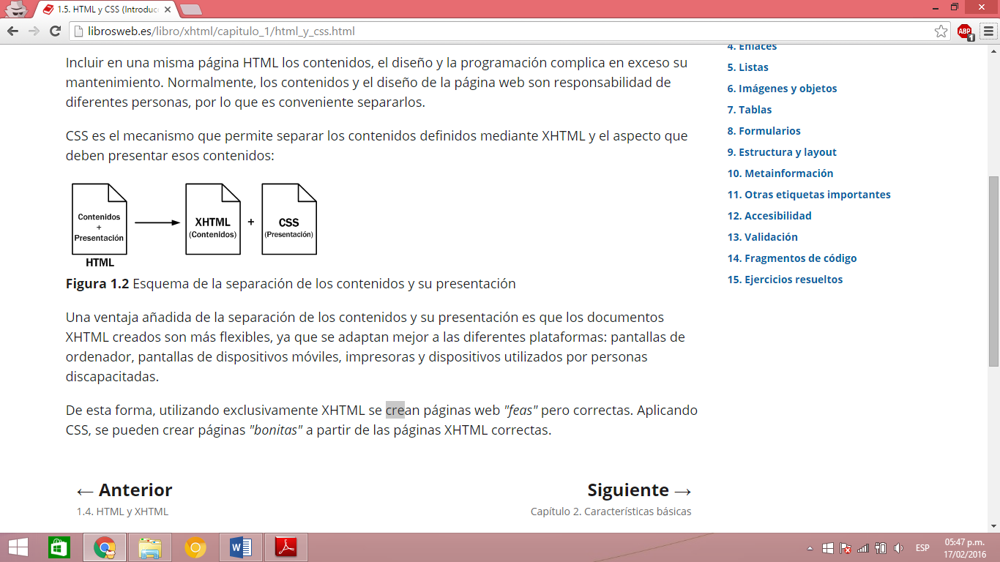 1.5. HTML y CSS (Introducc
librosweb.es/libro/xhtml/capitulo_1/html_y_css.html
ABP
1
Incluir en una misma página HTML los contenidos, el diseño y la programación complica en exceso su
mantenimiento. Normalmente, los contenidos y el diseño de la página web son responsabilidad de
diferentes personas, por lo que es conveniente separarlos.
CSS es el mecanismo que permite separar los contenidos definidos mediante XHTML y el aspecto que
deben presentar esos contenidos:
Contenidos
+
Presentación
HTML
XHTML
(Contenidos)
+
CSS
(Presentación)
Figura 1.2 Esquema de la separación de los contenidos y su presentación
Una ventaja añadida de la separación de los contenidos y su presentación es que los documentos
XHTML creados son más flexibles, ya que se adaptan mejor a las diferentes plataformas: pantallas de
ordenador, pantallas de dispositivos móviles, impresoras y dispositivos utilizados por personas
discapacitadas.
De esta forma, utilizando exclusivamente XHTML se crean páginas web "feas" pero correctas. Aplicando
CSS, se pueden crear páginas "bonitas" a partir de las páginas XHTML correctas.
← Anterior
1.4. HTML y XHTML
Siguiente →
Capítulo 2. Características básicas
4. Enlaces
5. Listas
6. Imágenes y objetos
7. Tablas
8. Formularios
9. Estructura y layout
10. Metainformación
11. Otras etiquetas importantes
12. Accesibilidad
13. Validación
14. Fragmentos de código
15. Ejercicios resueltos
ESP
05:47 p.m.
17/02/2016